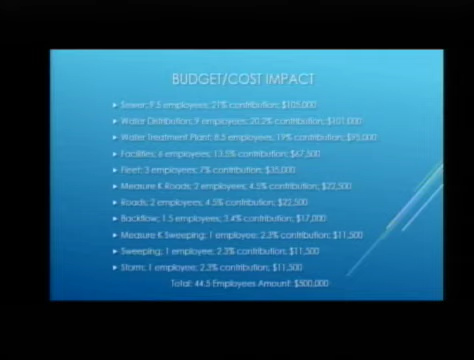 BUDGET/COST IMPACT
Sewer; 9.5 employees; 21% contribution; $105,000
Water Distribution; 9 employees; 20.2% contribution; $101,000
Water Treatment Plant; 8.5 employees, 19% contribution; $95,000
Facilities; 6 employees; 13.5% contribution; $67,500
Fleet; 3 employees; 7% contribution; $35,000
Measure K Roads; 2 employees; 4.5% contribution; $22,500
Roads; 2 employees; 4.5% contribution; $22,500
Backflow; 1.5 employees; 3.4% contribution; $17,000
Measure K Sweeping; 1 employee; 2.3% contribution; $11,500
Sweeping; 1 employee; 2.3% contribution; $11,500
Storm; 1 employee; 2.3% contribution; $11,500
Total: 44.5 Employees Amount: $500,000